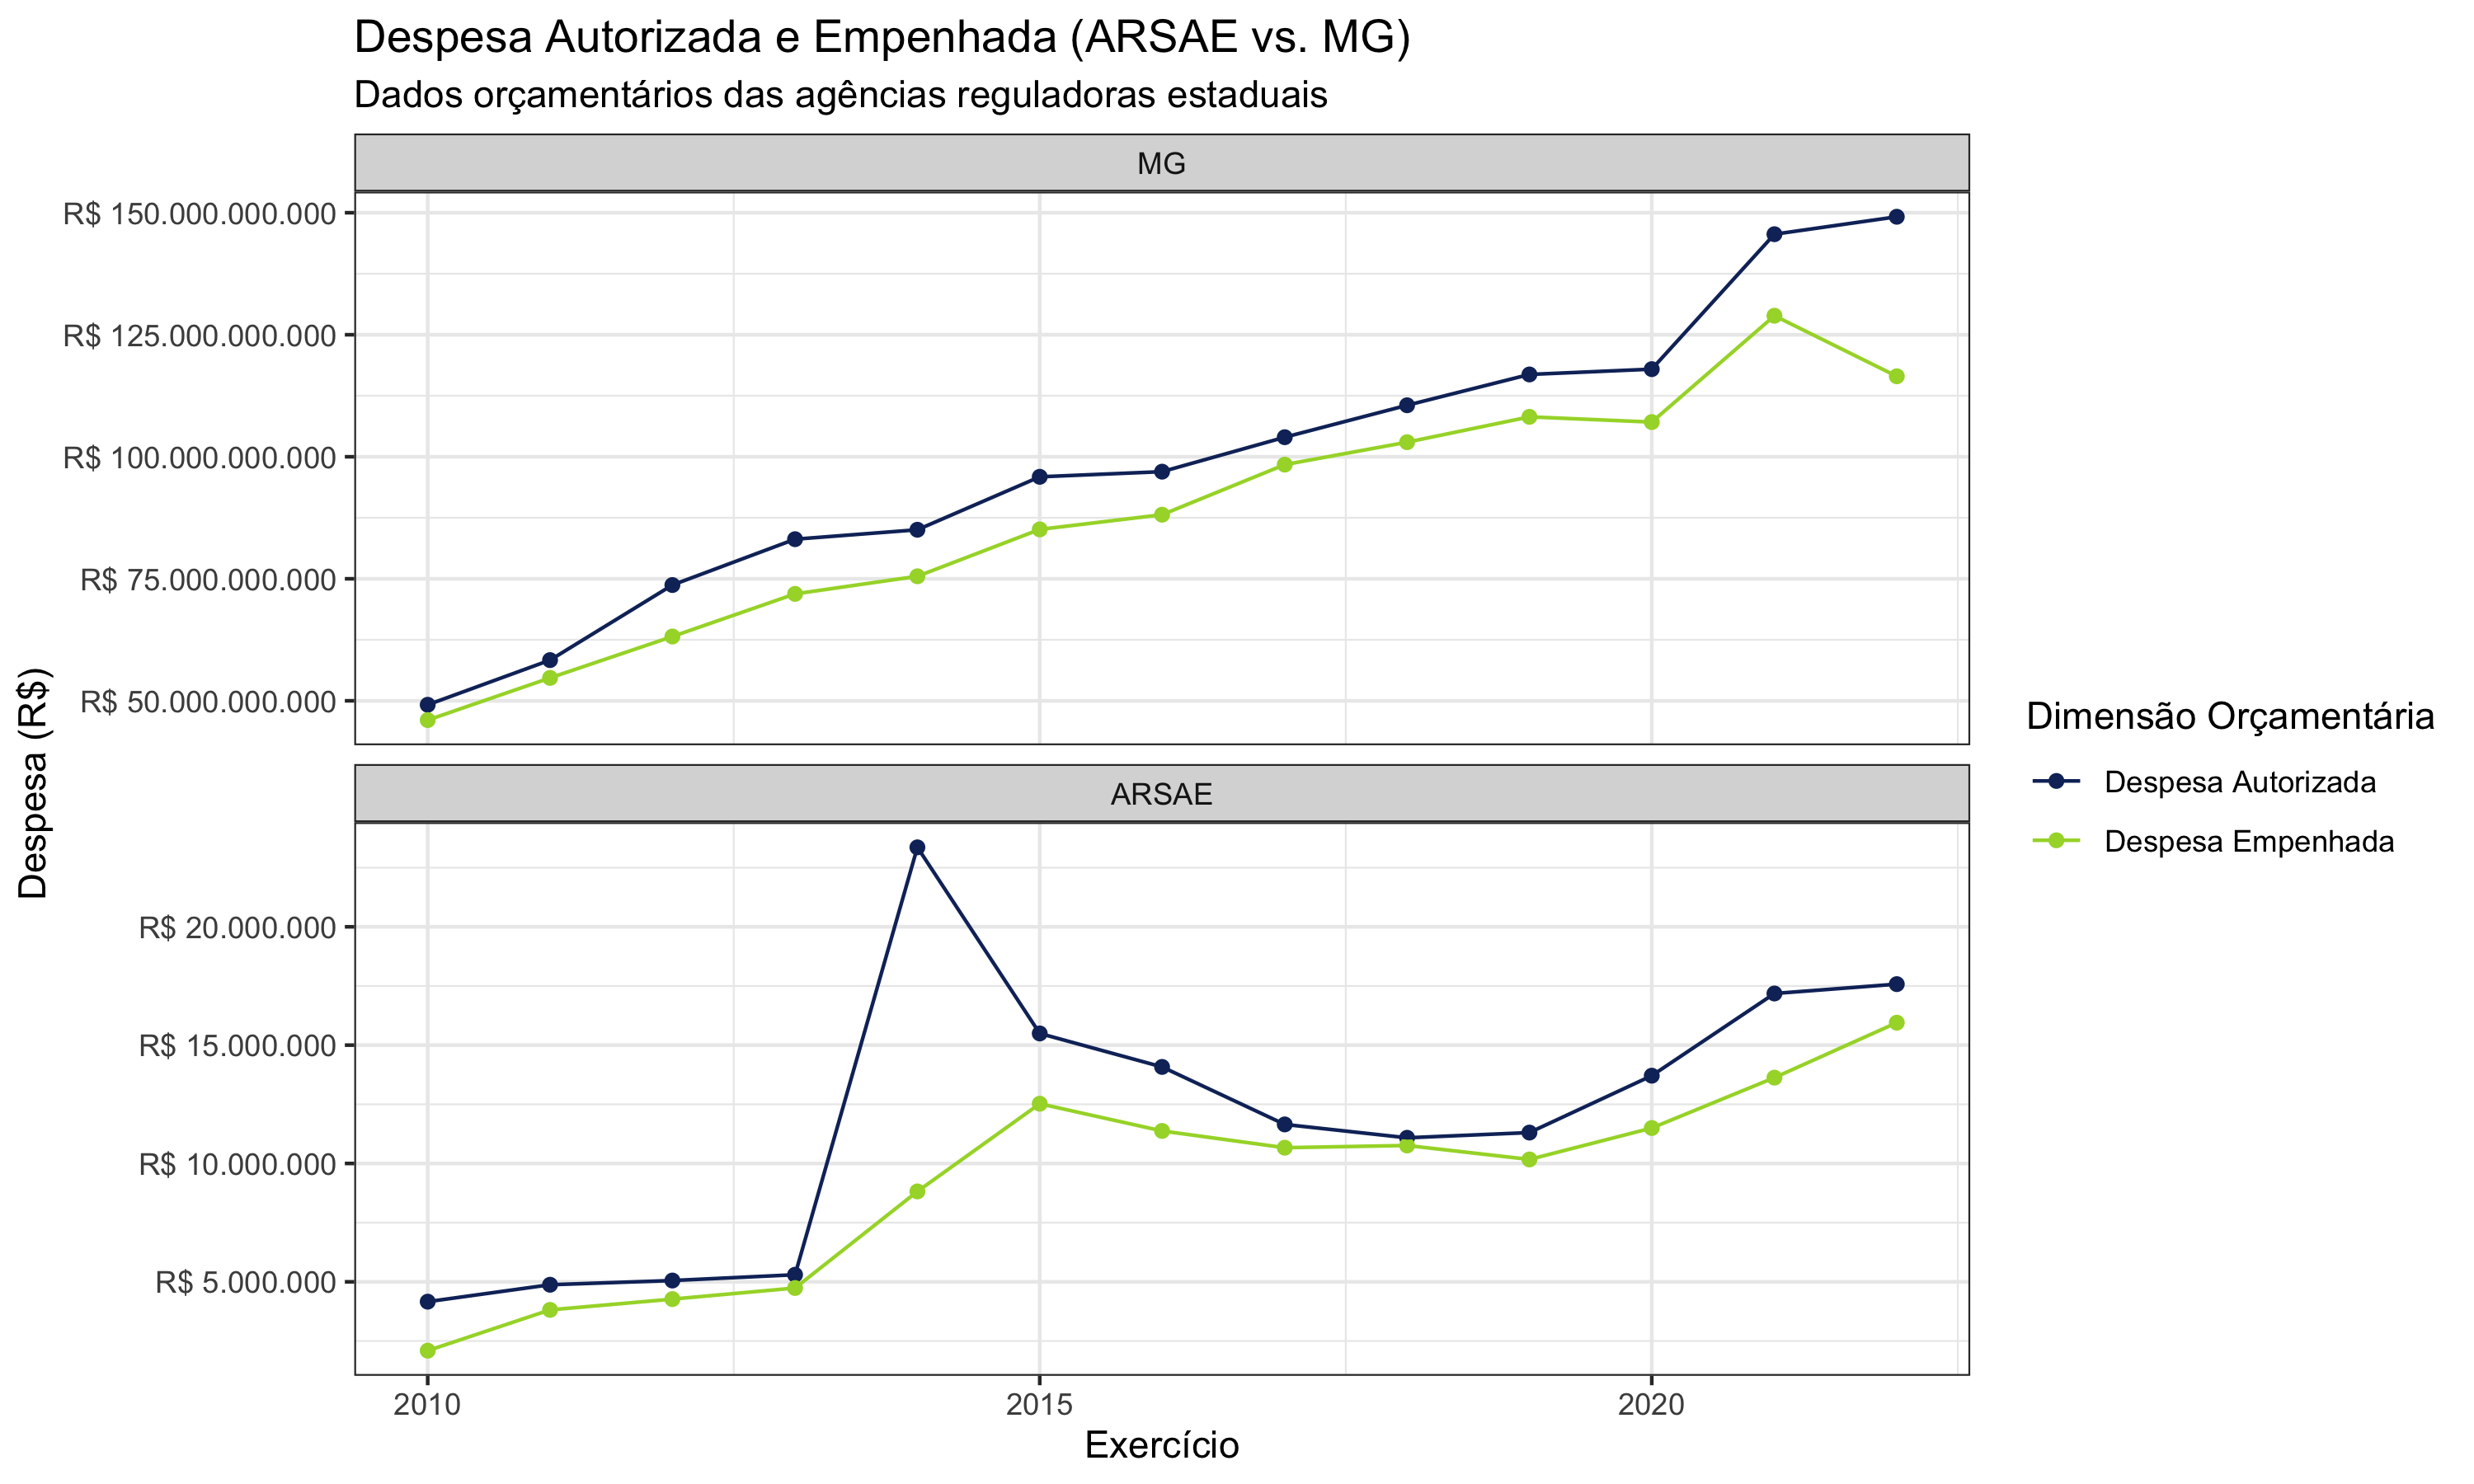 Despesa Autorizada e Empenhada (ARSAE vs. MG)
Dados orçamentários das agências reguladoras estaduais
MG
R$ 150.000.000.000
R$ 125.000.000.000
R$ 100.000.000.000
R$ 75.000.000.000
R$ 50.000.000.000
ARSAE
R$ 20.000.000
R$ 15.000.000
R$ 10.000.000
R$ 5.000.000
2010
2015
2020
Exercício
Despesa (R$)
Dimensão Orçamentária
Despesa Autorizada
Despesa Empenhada